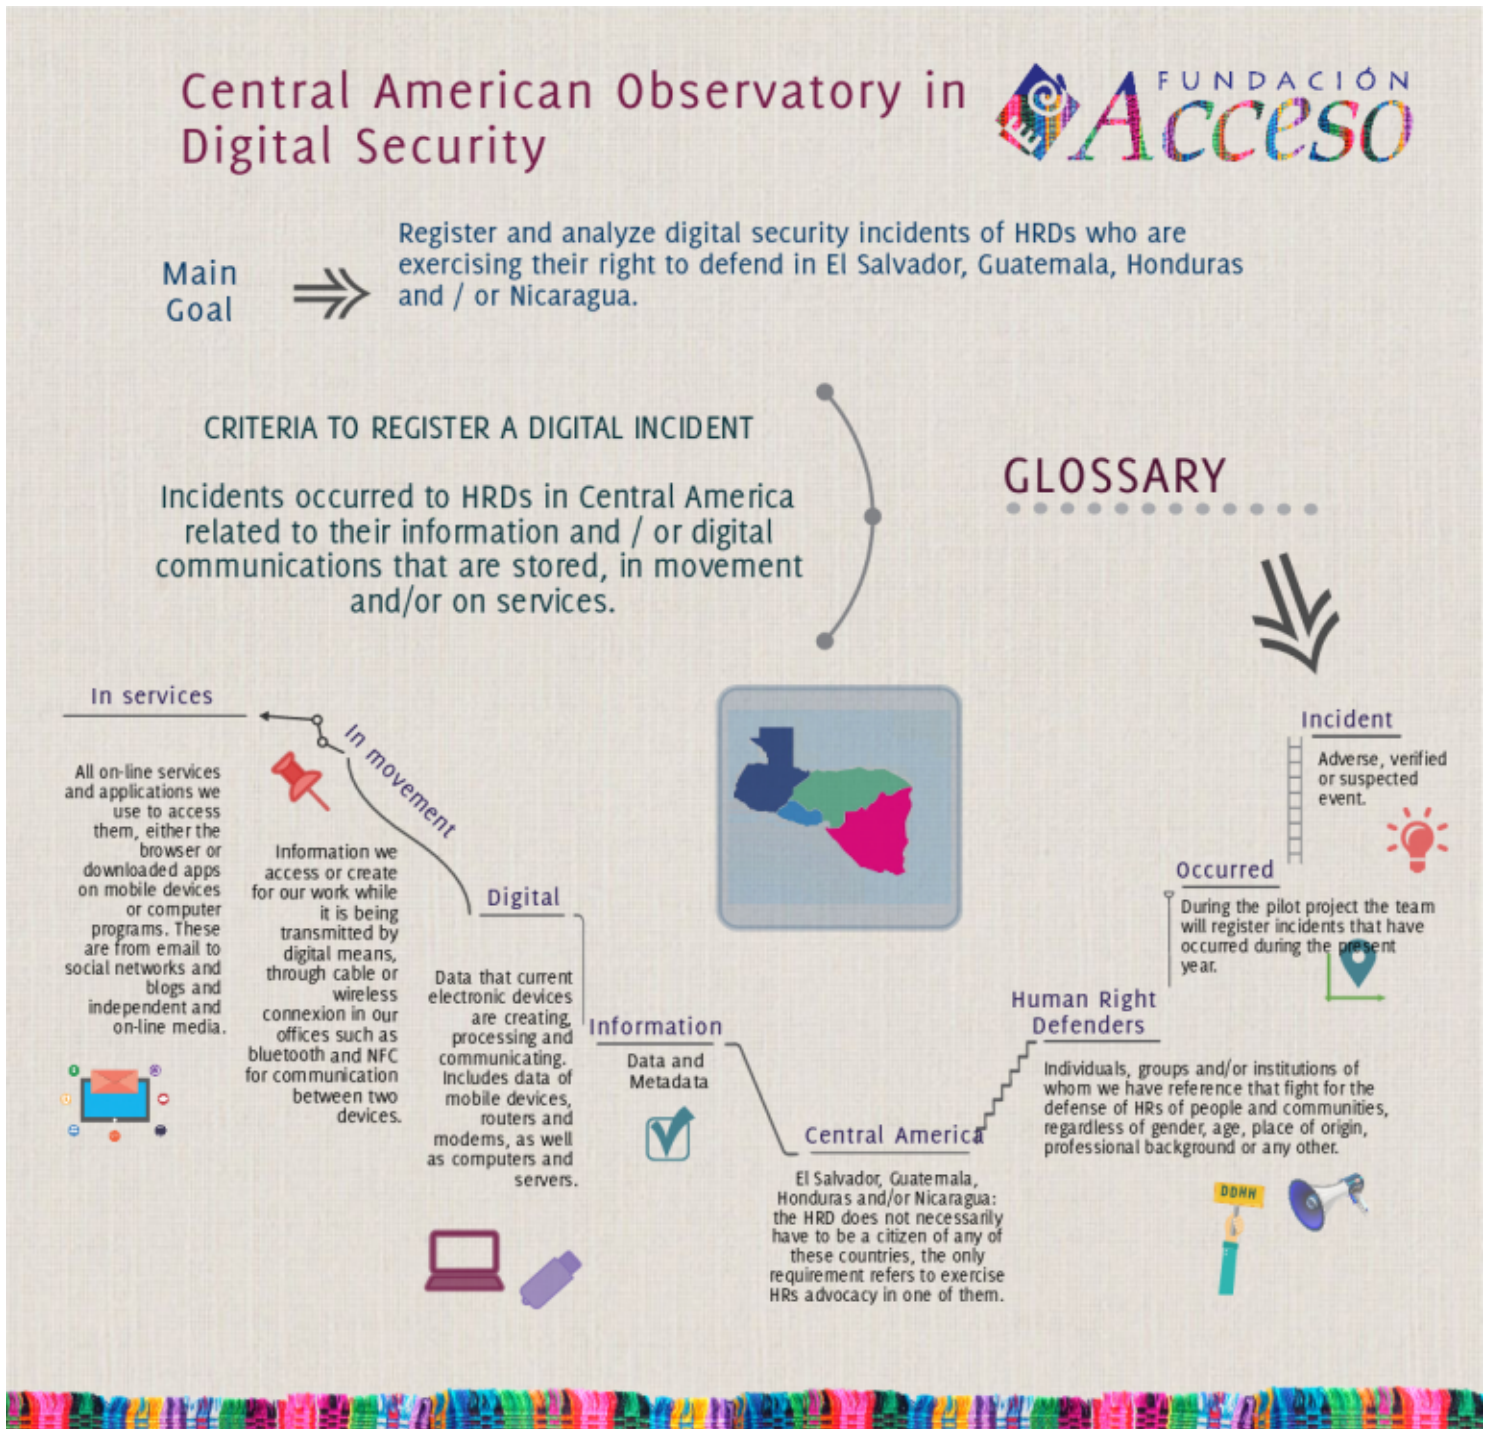 Central American Observatory in
Digital Security
FUNDACIÓN
Acceso
Main
Goal
Register and analyze digital security incidents of HRDs who are
exercising their right to defend in El Salvador, Guatemala, Honduras
and / or Nicaragua.
CRITERIA TO REGISTER A DIGITAL INCIDENT
Incidents occurred to HRDs in Central America
related to their information and / or digital
communications that are stored, in movement
and/or on services.
GLOSSARY
Incident
Adverse, verified
or suspected
event.
Occurred
During the pilot project the team
will register incidents that have
occurred during the present
year.
Human Right
Defenders
Individuals, groups and/or institutions of
whom we have reference that fight for the
defense of HRs of people and communities,
regardless of gender, age, place of origin,
professional background or any other.
DDHH
Central America
El Salvador, Guatemala,
Honduras and/or Nicaragua:
the HRD does not necessarily
have to be a citizen of any of
these countries, the only
requirement refers to exercise
HRs advocacy in one of them.
Information
Data and
Metadata
Digital
Data that current
electronic devices
are creating,
processing and
communicating.
Includes data of
mobile devices,
routers and
modems, as well
as computers and
servers.
In movement
Information we
access or create
for our work while
it is being
transmitted by
digital means,
through cable or
wireless
connexion in our
offices such as
bluetooth and NFC
for communication
between two
devices.
In services
All on-line services
and applications we
use to access
them, either the
browser or
downloaded apps
on mobile devices
or computer
programs. These
are from email to
social networks and
blogs and
independent and
on-line media.